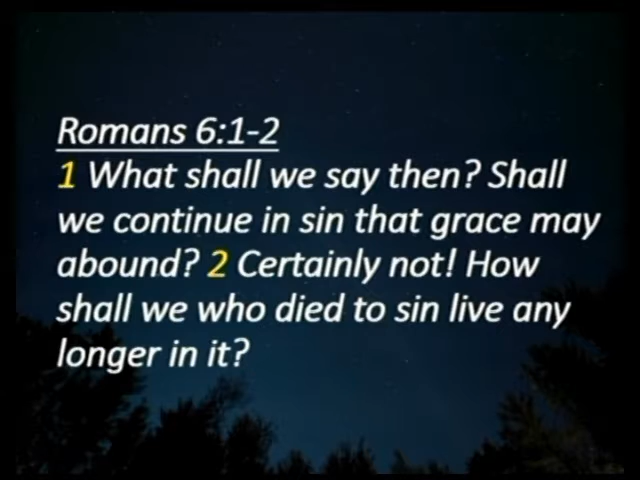 Romans 6:1-2
1 What shall we say then? Shall
we continue in sin that grace may
abound? 2 Certainly not! How
shall we who died to sin live any
longer in it?